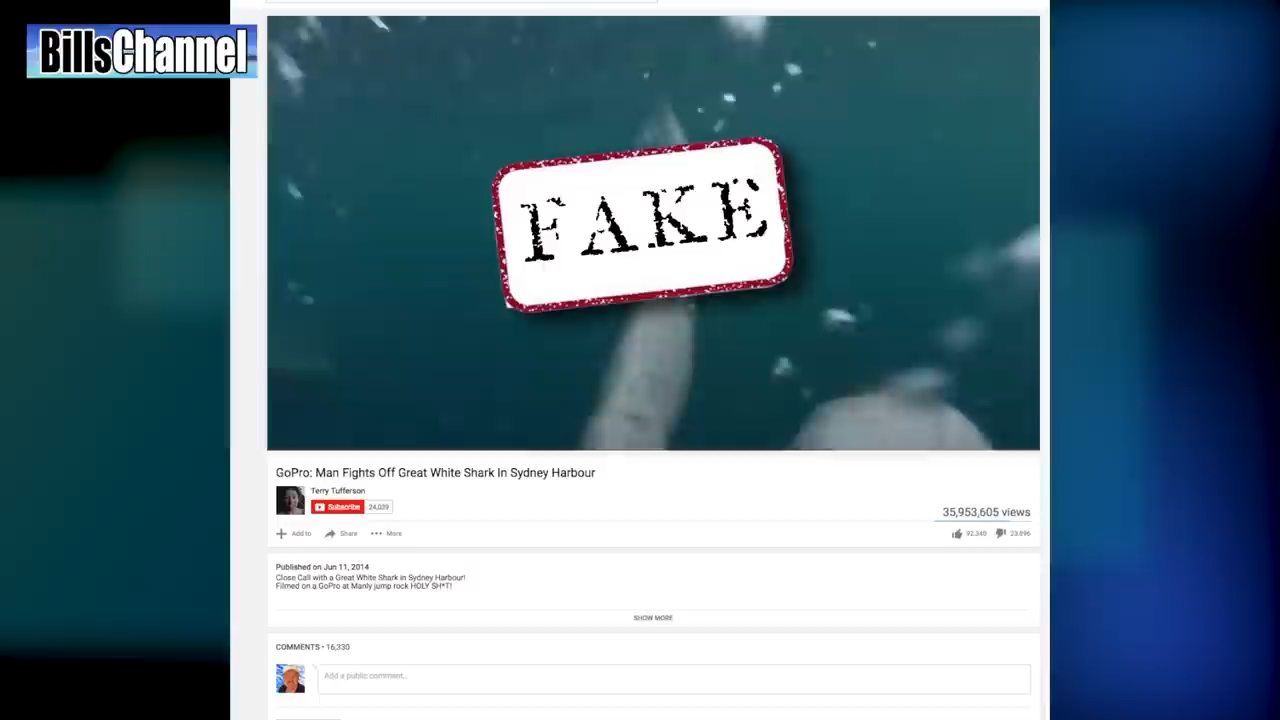 BillsChannel
FAKE
GoPro: Man Fights Off Great White Shark In Sydney Harbour
Terry Tufferson
Subscribe 24,039
35,953,605 views
Add to Share More 92,340 23,896
Published on Jun 11, 2014
Close Call with a Great White Shark in Sydney Harbour!
Filmed on a GoPro at Manly jump rock HOLY SH*T!
SHOW MORE
COMMENTS • 16,330
Add a public comment...